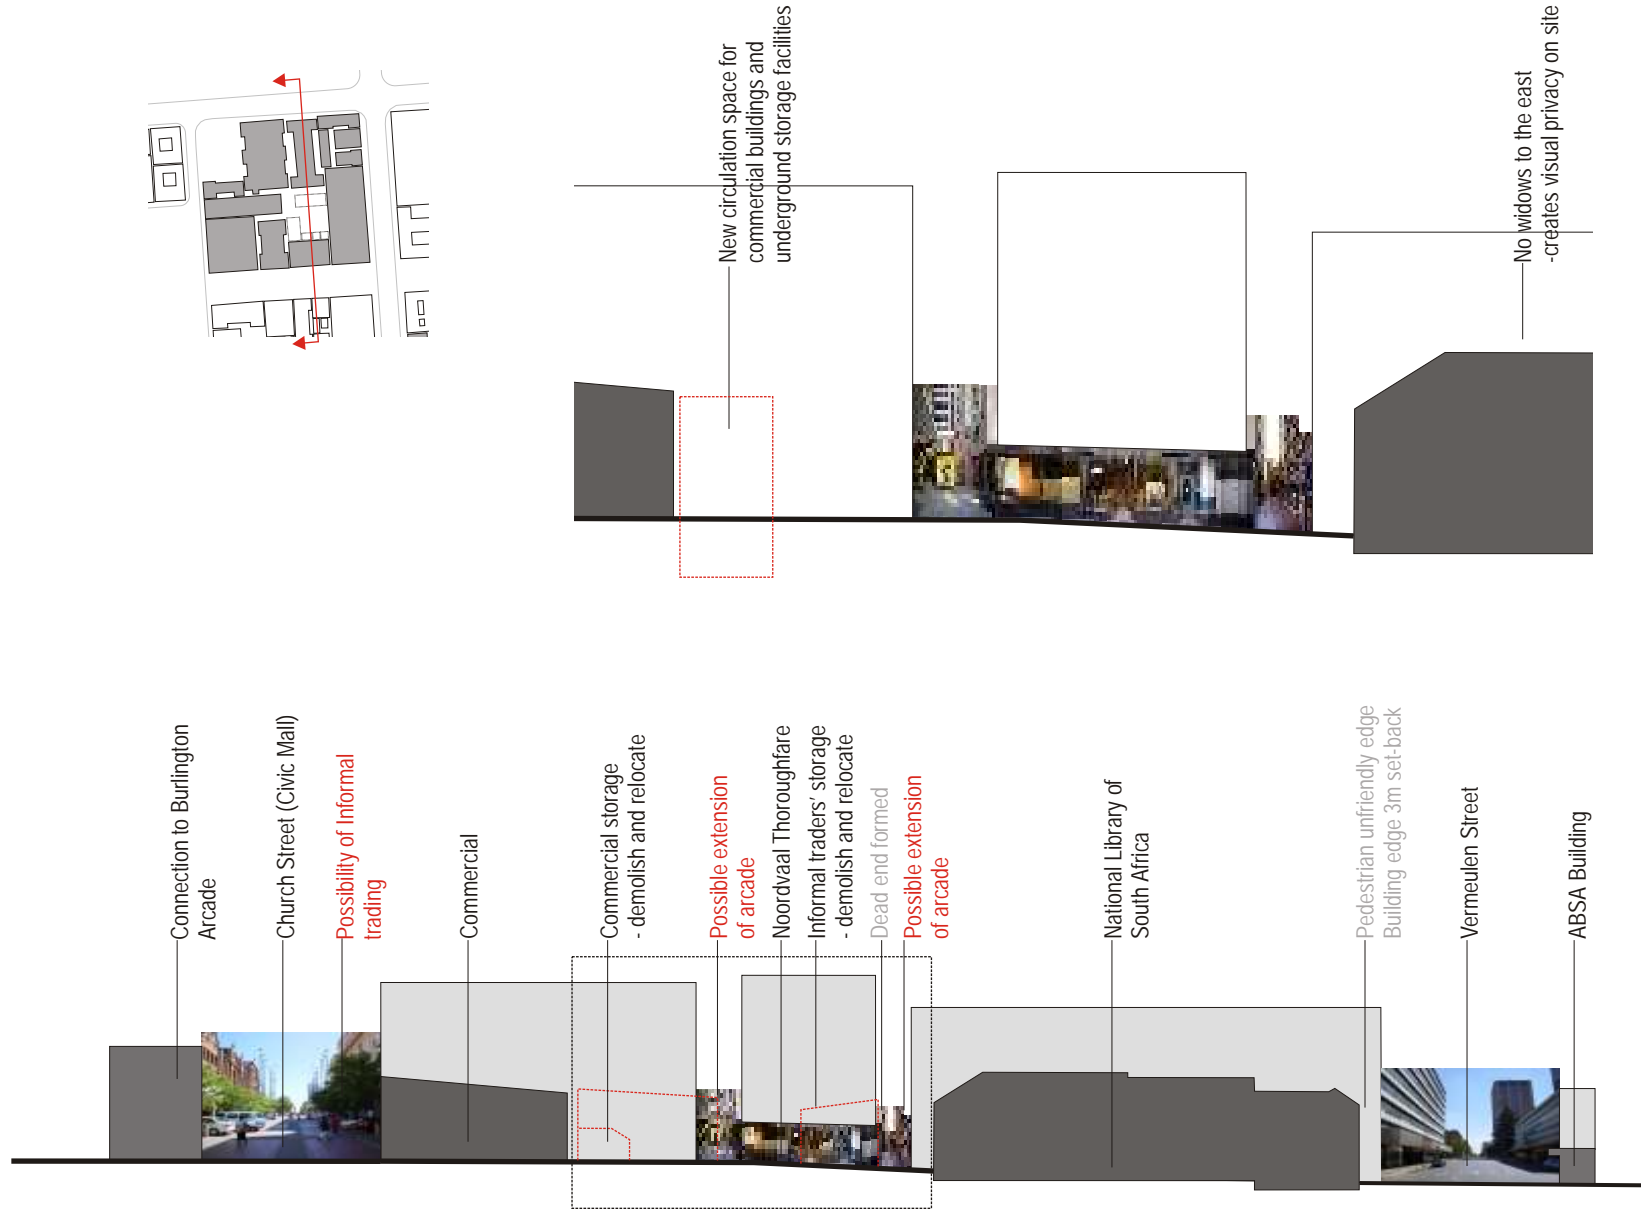 New circulation space for
commercial buildings and
underground storage facilities
No widows to the east
-creates visual privacy on site
Connection to Burlington
Arcade
Church Street (Civic Mall)
Possibility of Informal
trading
Commercial
Commercial storage
- demolish and relocate
Possible extension
of arcade
Noordvaal Thoroughfare
Informal traders' storage
- demolish and relocate
Dead end formed
Possible extension
of arcade
National Library of
South Africa
Pedestrian unfriendly edge
Building edge 3m set-back
Vermeulen Street
ABSA Building